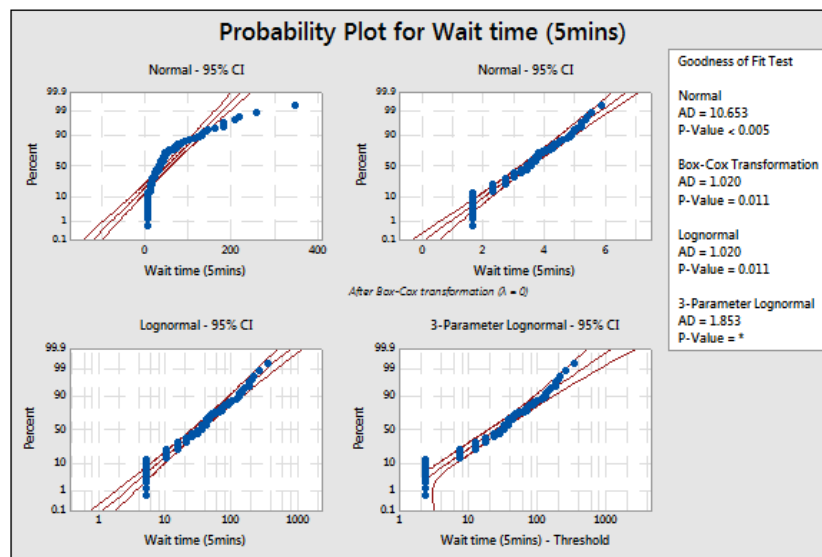 Probability Plot for Wait time (5mins)
Normal - 95% CI
99.9
99
90
50
10
1
0.1
Percent
0
200
400
Wait time (5mins)
Normal - 95% CI
99.9
99
90
50
10
1
0.1
Percent
0
2
4
6
Wait time (5mins)
After Box-Cox transformation (λ = 0)
Lognormal - 95% CI
99.9
99
90
50
10
1
0.1
Percent
1
10
100
1000
Wait time (5mins)
3-Parameter Lognormal - 95% CI
99.9
99
90
50
10
1
0.1
Percent
1
10
100
1000
Wait time (5mins) - Threshold
Goodness of Fit Test
Normal
AD = 10.653
P-Value < 0.005
Box-Cox Transformation
AD = 1.020
P-Value = 0.011
Lognormal
AD = 1.020
P-Value = 0.011
3-Parameter Lognormal
AD = 1.853
P-Value = *